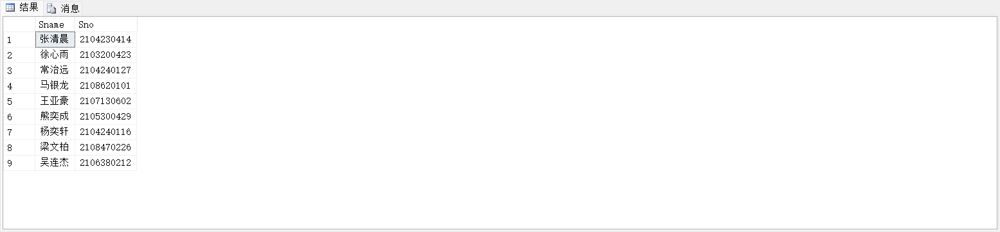 结果 消息
Sname Sno
1 张清晨 2104230414
2 徐心雨 2103200423
3 常治远 2104240127
4 马银龙 2108620101
5 王亚豪 2107130602
6 熊奕成 2105300429
7 杨奕轩 2104240116
8 梁文柏 2108470226
9 吴连杰 2106380212